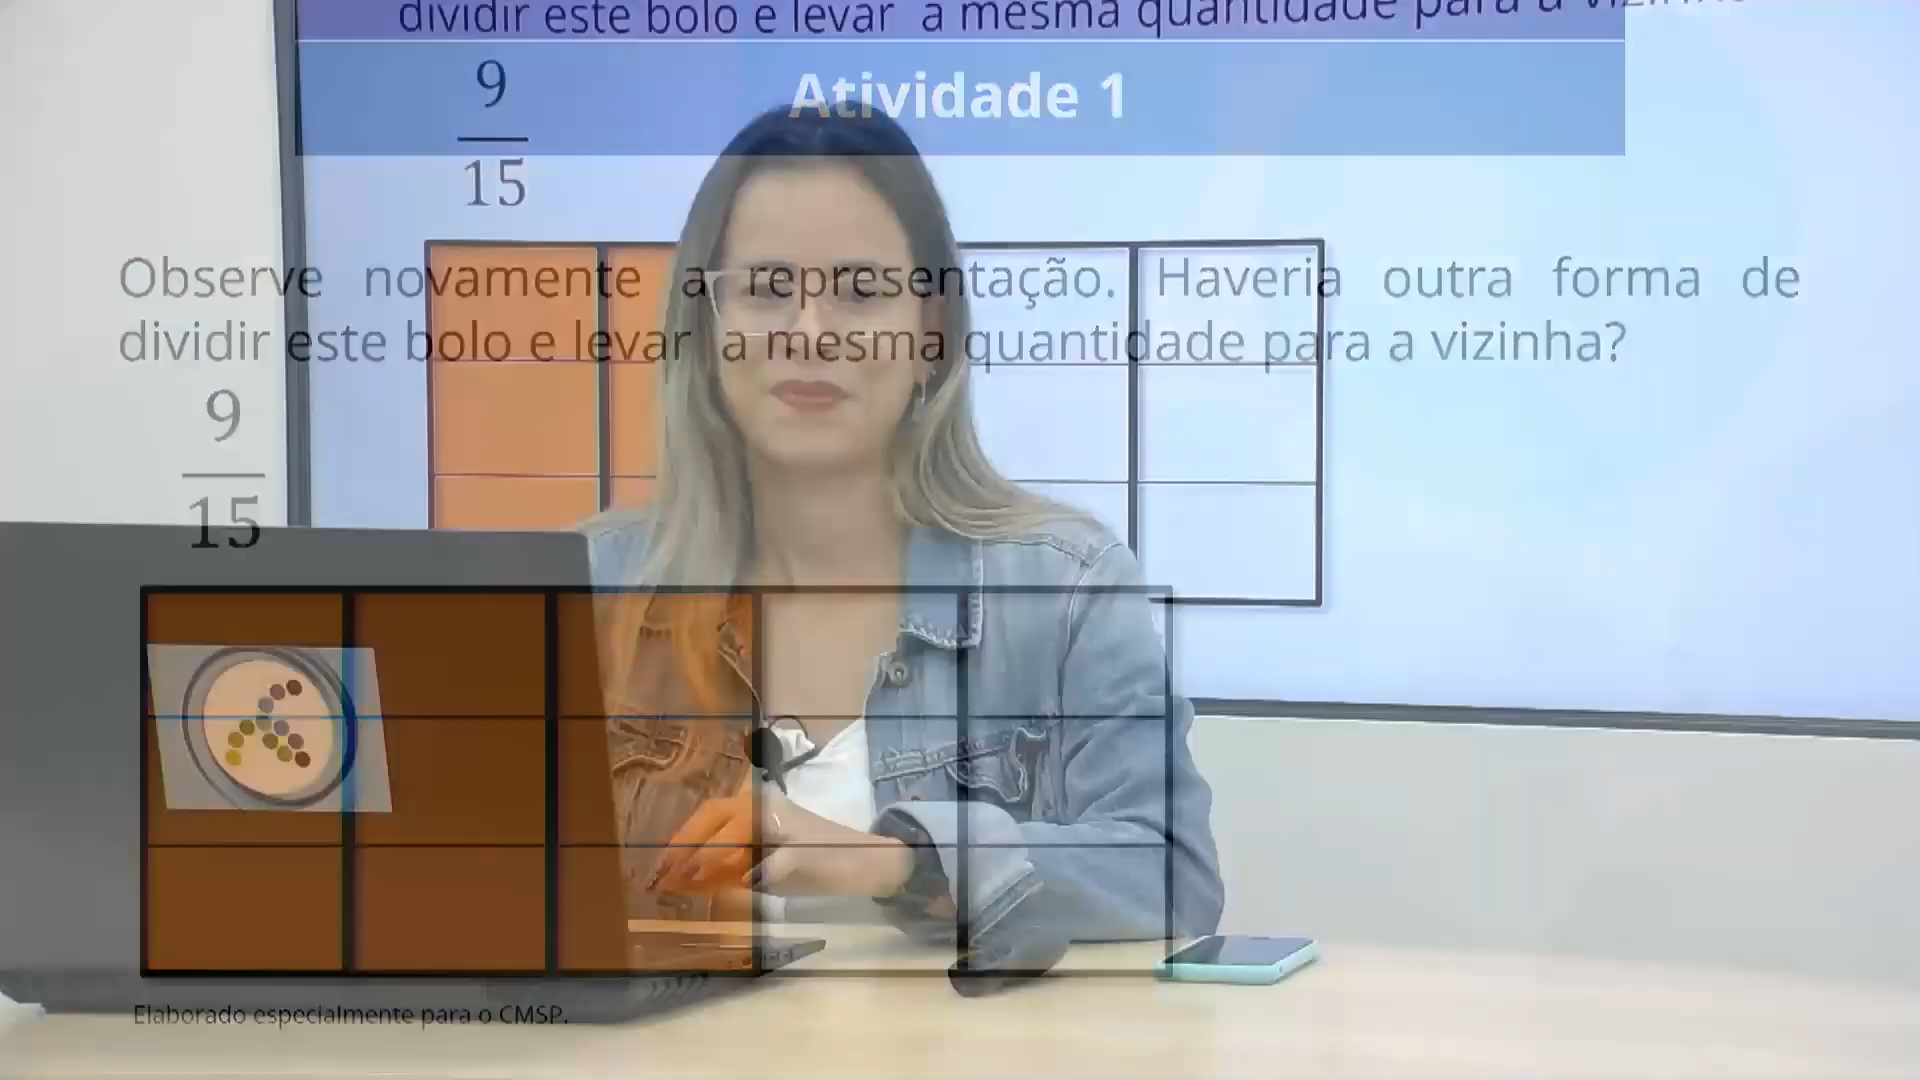 dividir este bolo e levar a mesma quantidade para a
9
15
Atividade 1
Observe novamente a representação. Haveria outra forma de
dividir este bolo e levar a mesma quantidade para a vizinha?
9
15
Elaborado especialmente para o CMSP.